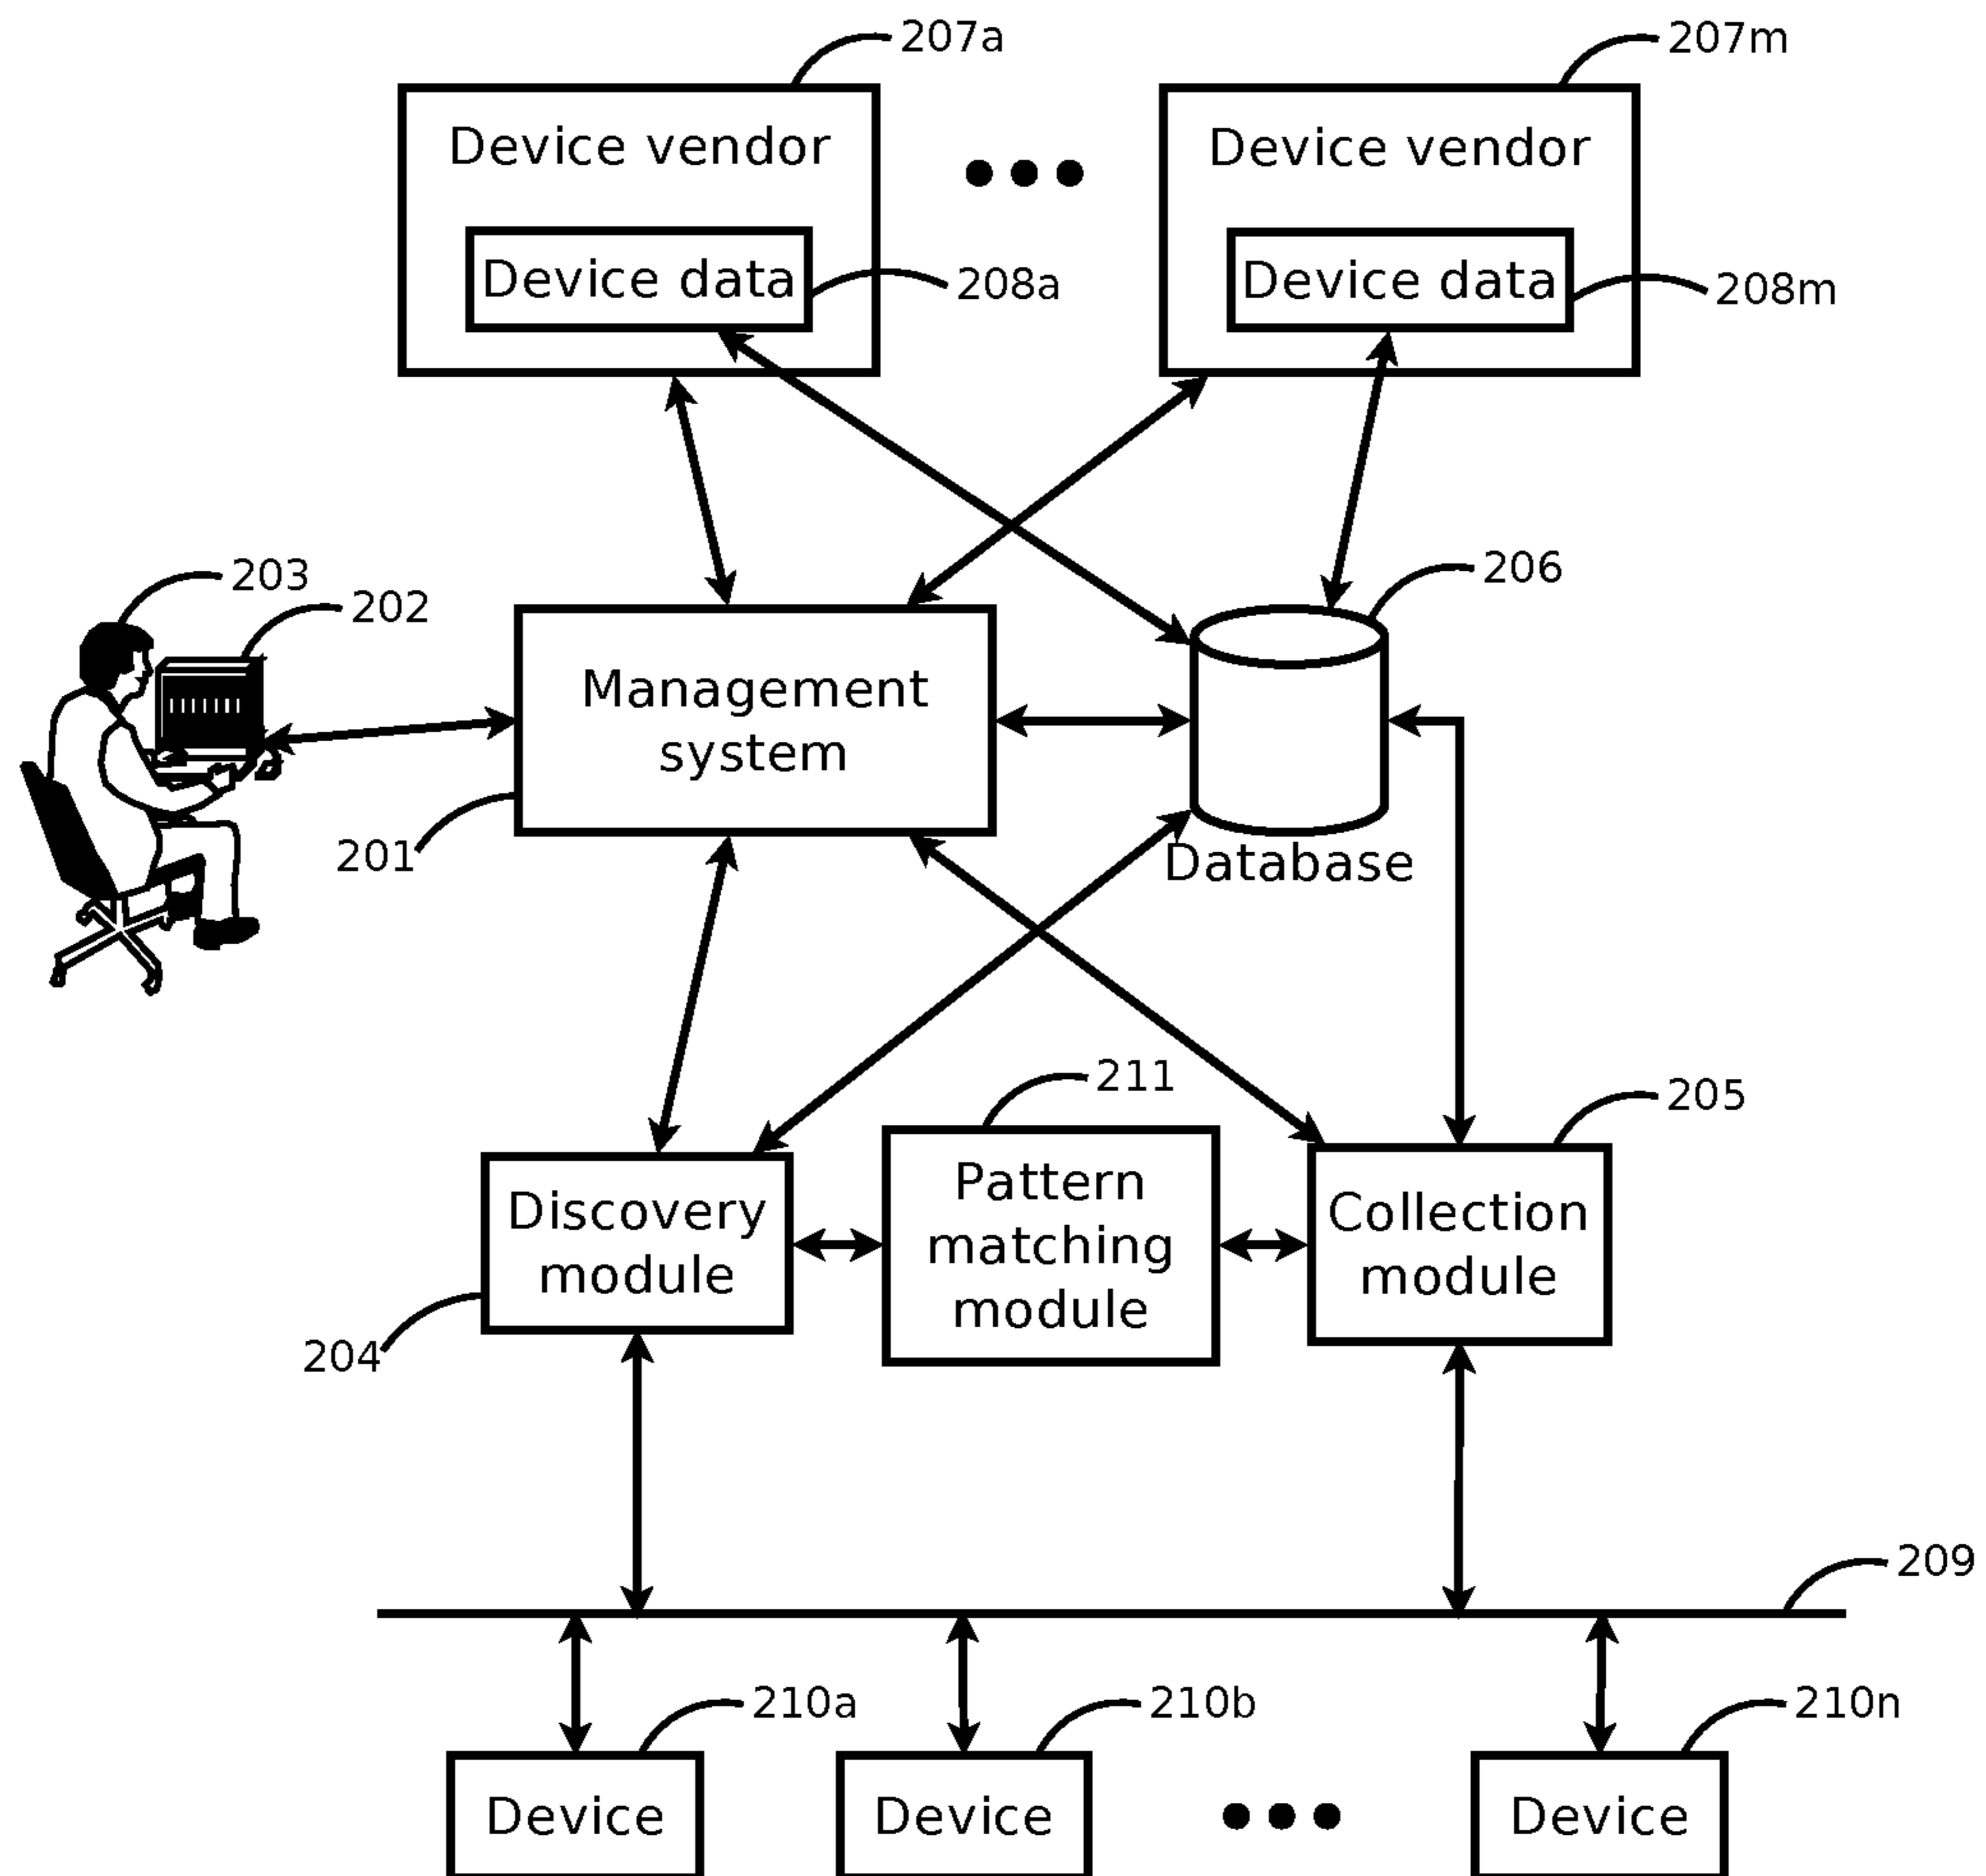 207a
207m
Device vendor
Device vendor
Device data
208a
Device data
208m
203
202
206
Management
system
201
Database
211
205
Discovery
module
Pattern
matching
module
Collection
module
204
209
210a
210b
210n
Device
Device
Device